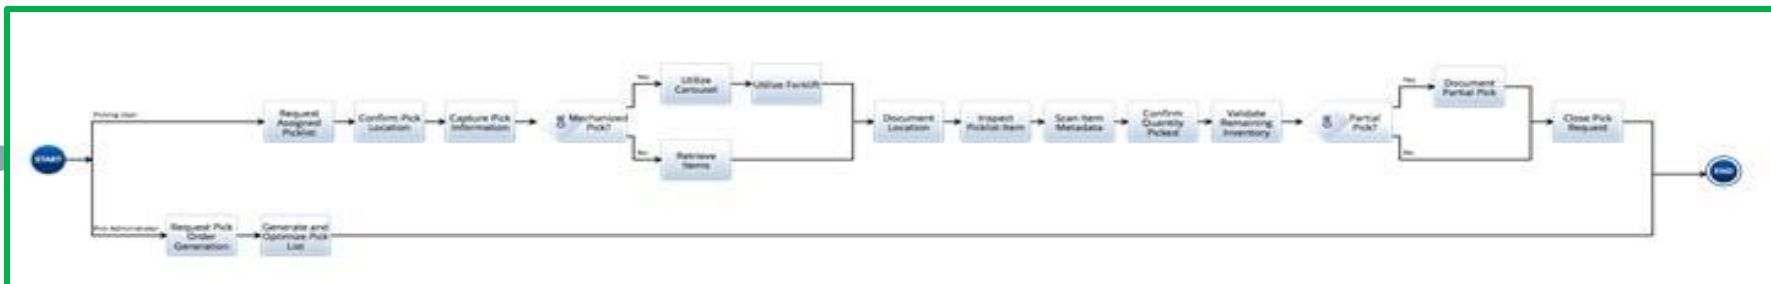 START
Picking User
Request
Assigned
Picklist
Confirm Pick
Location
Capture Pick
Information
OR
Mechanized
Pick?
Yes
Utilize
Carousel
Utilize Forklift
No
Retrieve
Items
Document
Location
Inspect
Picklist Item
Scan Item
Metadata
Confirm
Quantity
Picked
Validate
Remaining
Inventory
OR
Partial
Pick?
Yes
Document
Partial Pick
No
Close Pick
Request
END
Pick Administrator
Request Pick
Order
Generation
Generate and
Optimize Pick
List